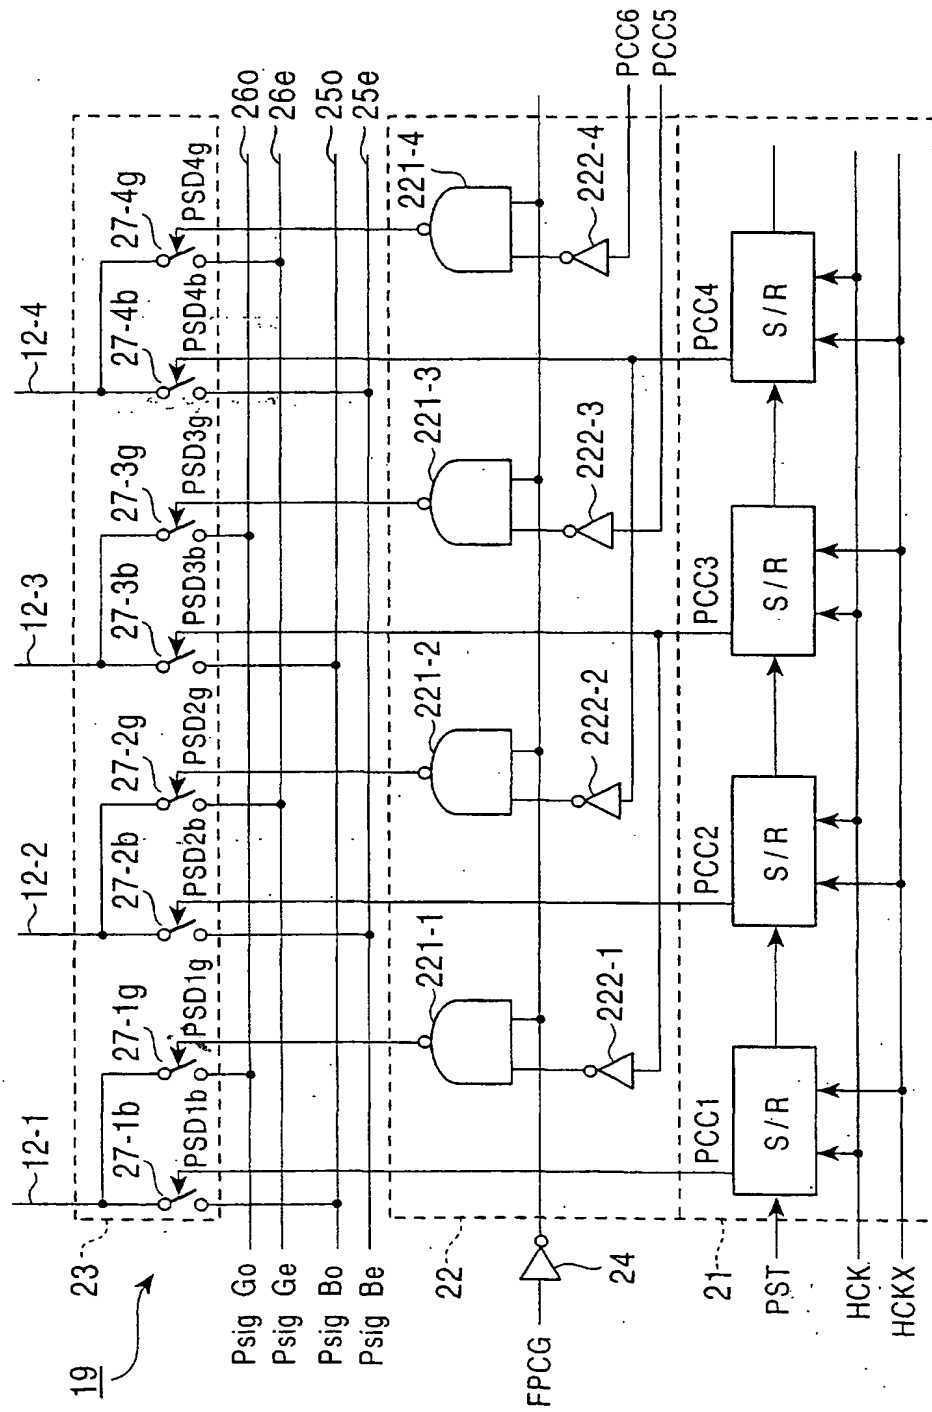 19
12-1
12-2
12-3
12-4
27-1b
27-1g
27-2b
27-2g
27-3b
27-3g
27-4b
27-4g
PSD1b
PSD1g
PSD2b
PSD2g
PSD3b
PSD3g
PSD4b
PSD4g
23
Psig Go
26o
Psig Ge
26e
Psig Bo
25o
Psig Be
25e
22
221-1
221-2
221-3
221-4
FPCG
24
222-1
222-2
222-3
222-4
PCC6
PCC5
21
PCC1
PCC2
PCC3
PCC4
PST
S/R
S/R
S/R
S/R
HCK
HCKX